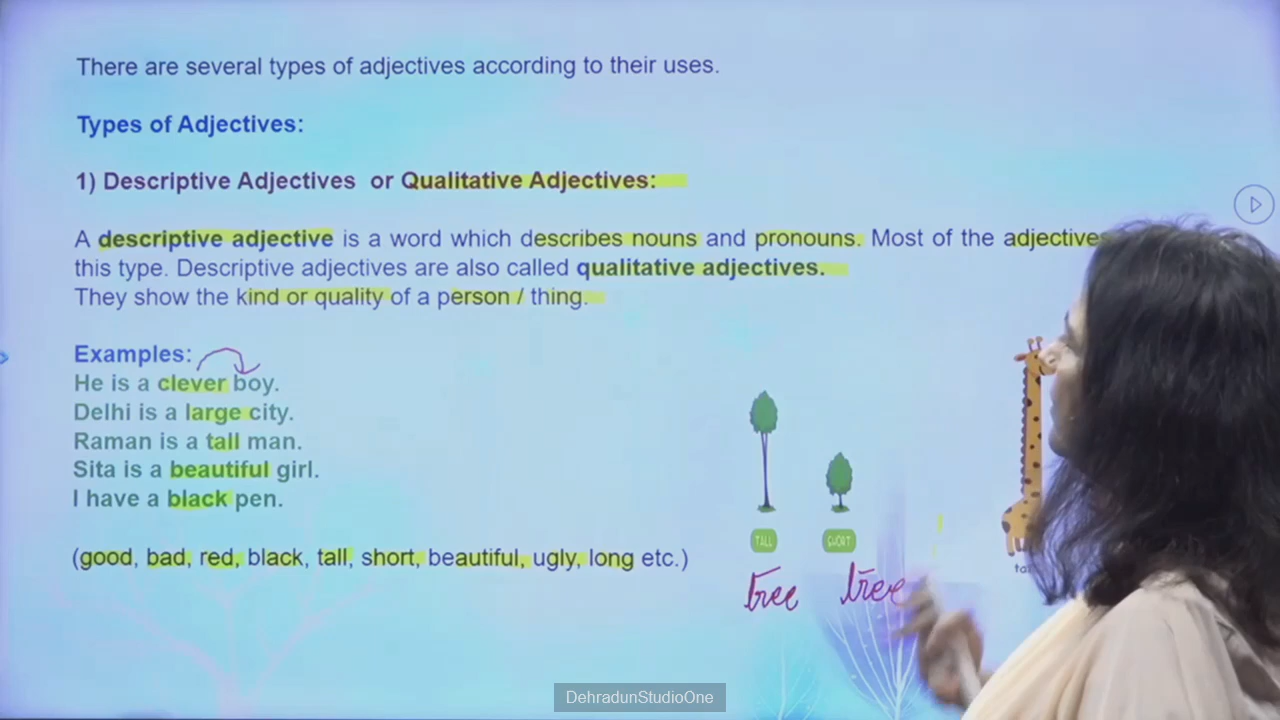 There are several types of adjectives according to their uses.
Types of Adjectives:
1) Descriptive Adjectives or Qualitative Adjectives:
A descriptive adjective is a word which describes nouns and pronouns. Most of the adjectives
this type. Descriptive adjectives are also called qualitative adjectives.
They show the kind or quality of a person / thing.
Examples:
He is a clever boy.
Delhi is a large city.
Raman is a tall man.
Sita is a beautiful girl.
I have a black pen.
(good, bad, red, black, tall, short, beautiful, ugly, long etc.)
TALL SHORT
tree tree
DehradunStudioOne